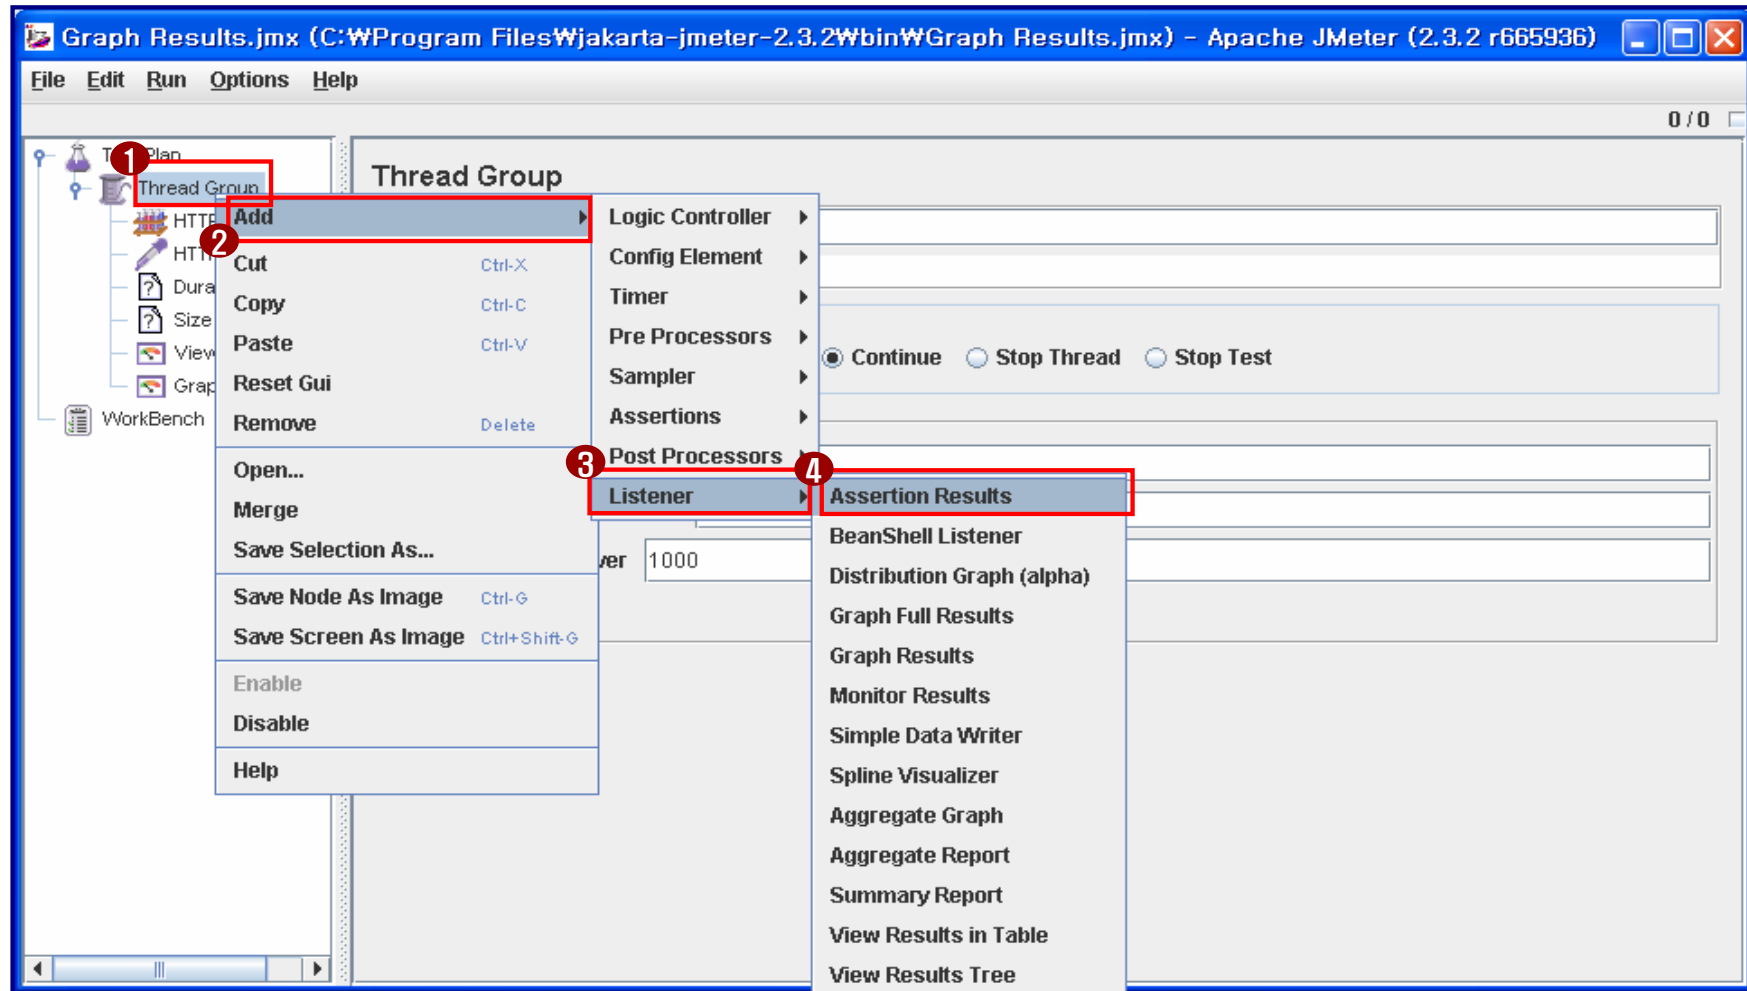 Graph Results.jmx (C:₩Program Files₩jakarta-jmeter-2.3.2₩bin₩Graph Results.jmx) - Apache JMeter (2.3.2 r665936)
File Edit Run Options Help
0 / 0
1
Plan
Thread Group
Thread Group
2
HTTP
Dura
Size
View
Grap
WorkBench
Add
Cut Ctrl-X
Copy Ctrl-C
Paste Ctrl-V
Reset Gui
Remove Delete
Open...
Merge
Save Selection As...
Save Node As Image Ctrl-G
Save Screen As Image Ctrl+Shift-G
Enable
Disable
Help
Logic Controller
Config Element
Timer
Pre Processors
Sampler
Assertions
3
Post Processors
4
Listener
Continue Stop Thread Stop Test
1000
Assertion Results
BeanShell Listener
Distribution Graph (alpha)
Graph Full Results
Graph Results
Monitor Results
Simple Data Writer
Spline Visualizer
Aggregate Graph
Aggregate Report
Summary Report
View Results in Table
View Results Tree